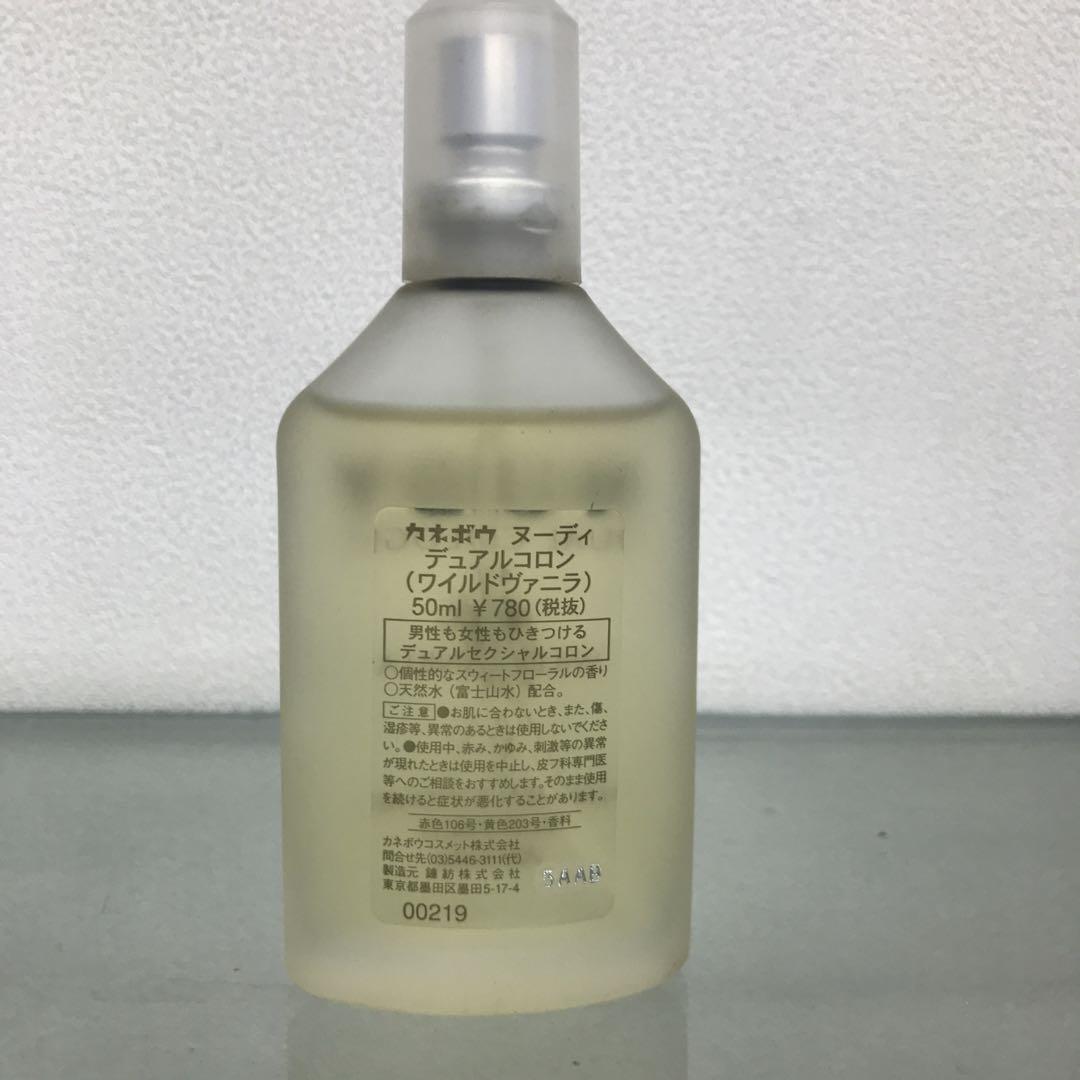 カネボウ ヌーディ
デュアルコロン
(ワイルドヴァニラ)
50ml ¥780(税抜)
男性も女性もひきつける
デュアルセクシャルコロン
○個性的なスウィートフローラルの香り
○天然水(富士山水)配合。
ご注意 ●お肌に合わないとき、また、傷、
湿疹等、異常のあるときは使用しないでくださ
い。●使用中、赤み、かゆみ、刺激等の異常
が現れたときは使用を中止し、皮フ科専門医
等へのご相談をおすすめします。そのまま使用
を続けると症状が悪化することがあります。
赤色106号・黄色203号・香料
カネボウコスメット株式会社
問合せ先(03)5446-3111(代)
製造元 鐘紡株式会社
東京都墨田区墨田5-17-4
5AAB
00219